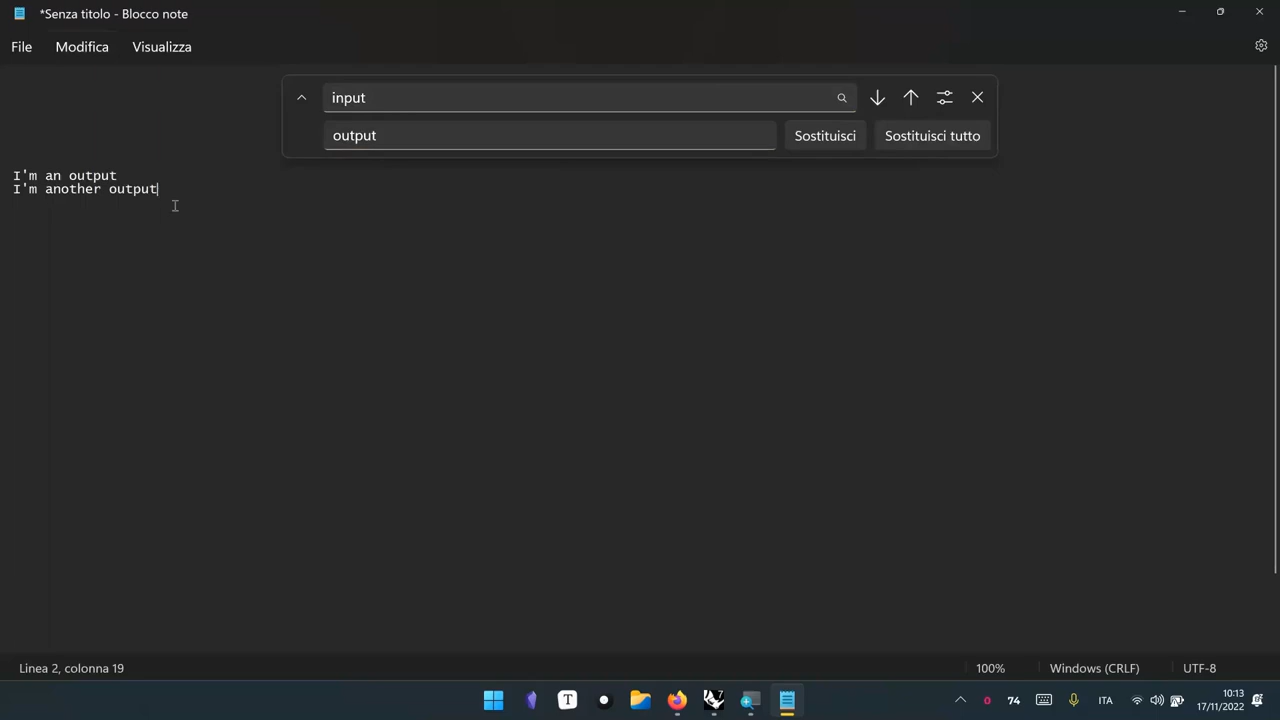 *Senza titolo - Blocco note
File Modifica Visualizza
input
output Sostituisci Sostituisci tutto
I'm an output
I'm another output
Linea 2, colonna 19 100% Windows (CRLF) UTF-8
T 0 74 ITA 10:13
17/11/2022